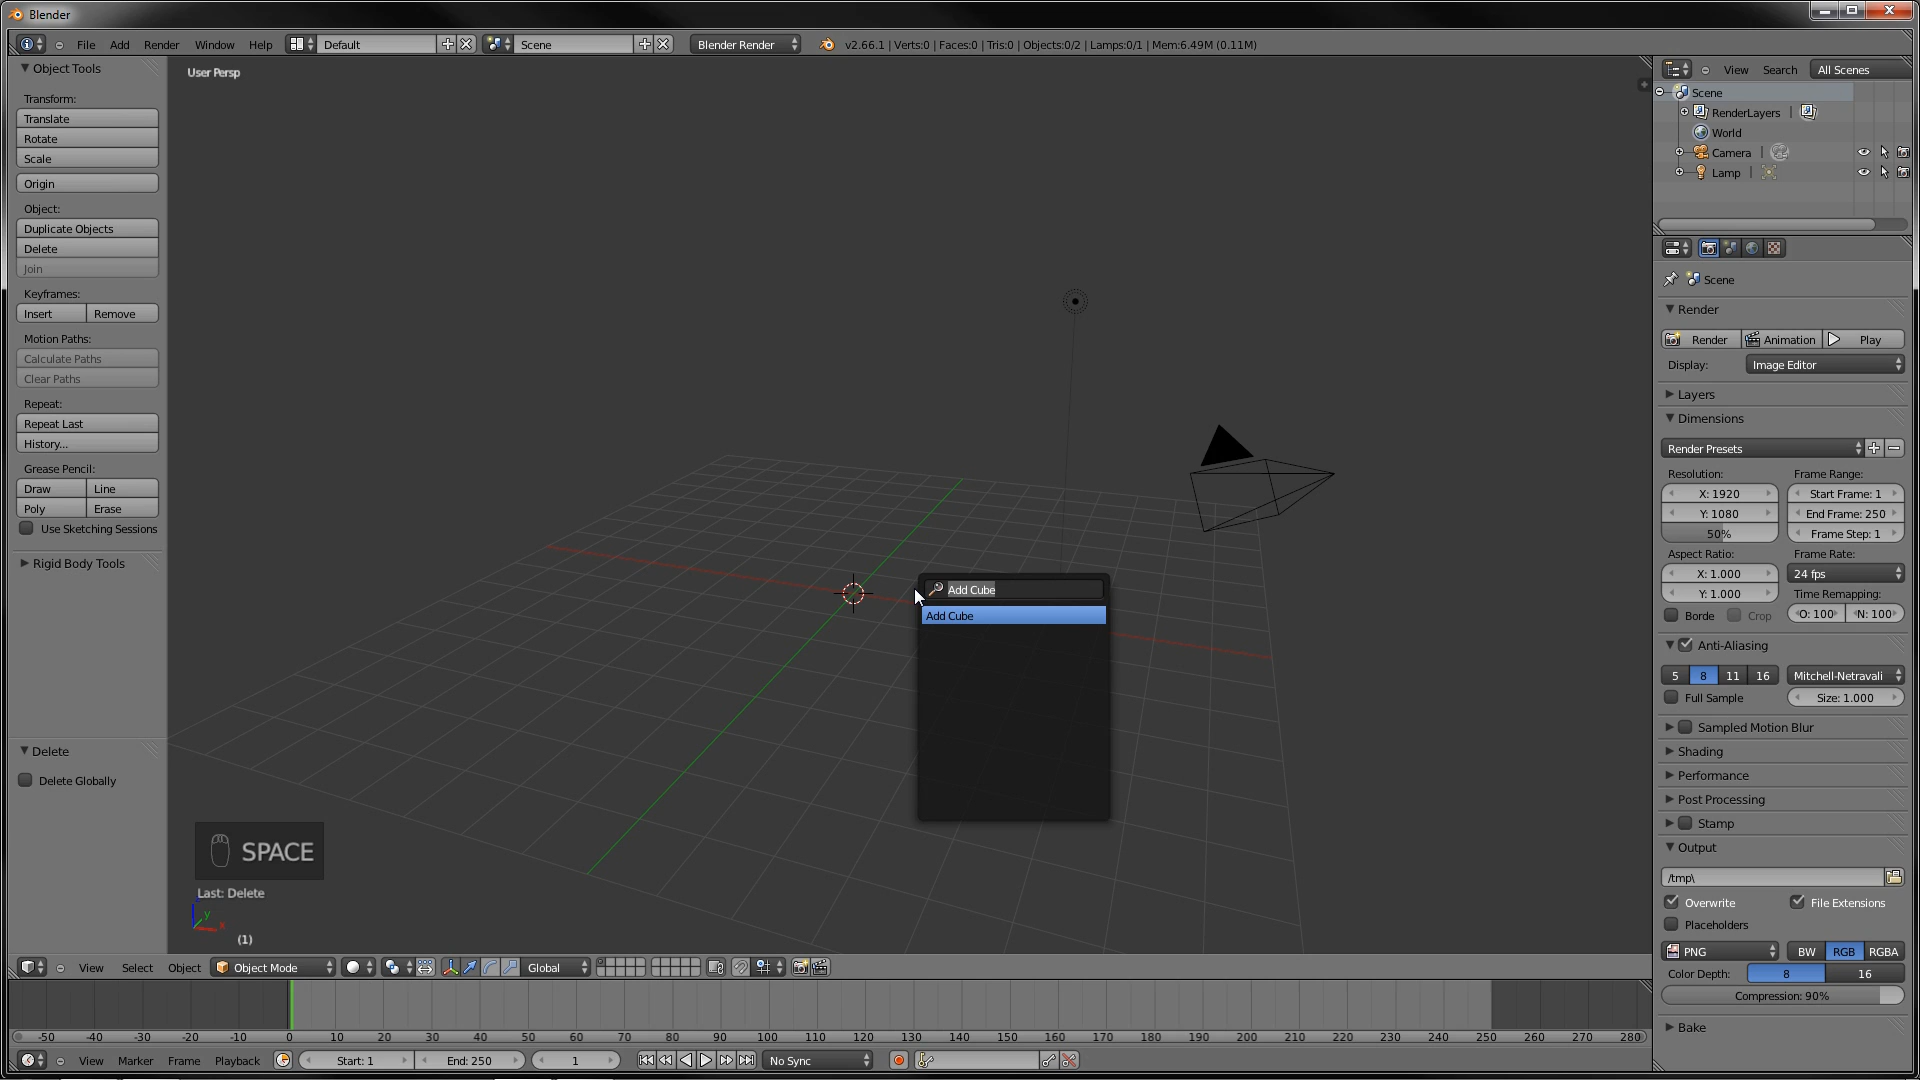 Blender
File Add Render Window Help Default Scene Blender Render v2.66.1 | Verts:0 | Faces:0 | Tris:0 | Objects:0/2 | Lamps:0/1 | Mem:6.49M (0.11M)
Object Tools
Transform:
Translate
Rotate
Scale
Origin
Object:
Duplicate Objects
Delete
Join
Keyframes:
Insert Remove
Motion Paths:
Calculate Paths
Clear Paths
Repeat:
Repeat Last
History...
Grease Pencil:
Draw Line
Poly Erase
Use Sketching Sessions
Rigid Body Tools
Delete
Delete Globally
User Persp
Add Cube
Add Cube
SPACE
Last: Delete
y
x
(1)
View Select Object Object Mode Global
-50 -40 -30 -20 -10 0 10 20 30 40 50 60 70 80 90 100 110 120 130 140 150 160 170 180 190 200 210 220 230 240 250 260 270 280
View Marker Frame Playback Start: 1 End: 250 1 No Sync
View Search All Scenes
Scene
RenderLayers |
World
Camera |
Lamp |
Scene
Render
Render Animation Play
Display: Image Editor
Layers
Dimensions
Render Presets
Resolution: Frame Range:
X: 1920 Start Frame: 1
Y: 1080 End Frame: 250
50% Frame Step: 1
Aspect Ratio: Frame Rate:
X: 1.000 24 fps
Y: 1.000 Time Remapping:
Borde Crop O: 100 N: 100
Anti-Aliasing
5 8 11 16 Mitchell-Netravali
Full Sample Size: 1.000
Sampled Motion Blur
Shading
Performance
Post Processing
Stamp
Output
/tmp\
Overwrite File Extensions
Placeholders
PNG BW RGB RGBA
Color Depth: 8 16
Compression: 90%
Bake